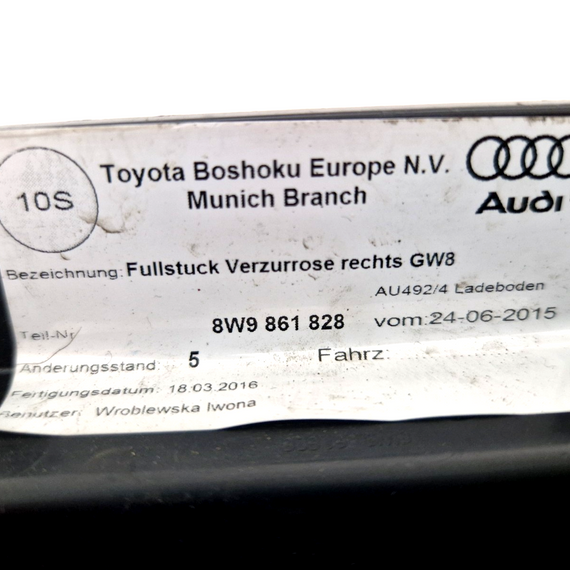 10S
Toyota Boshoku Europe N.V.
Munich Branch
Audi
Bezeichnung: Fullstuck Verzurrose rechts GW8
AU492/4 Ladeboden
Teil-Nr
8W9 861 828 vom: 24-06-2015
Änderungsstand: 5 Fahrz:
Fertigungsdatum: 18.03.2016
Benutzer: Wroblewska Iwona